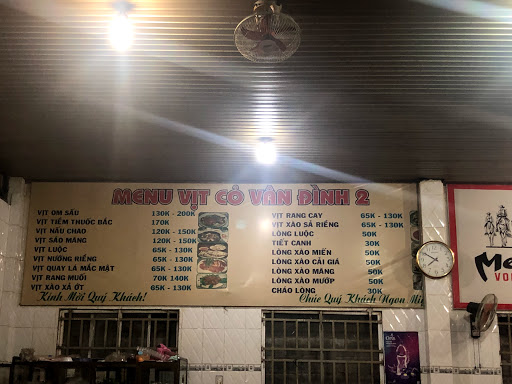 MENU VỊT CỎ VÂN ĐÌNH 2
VỊT OM SẤU 130K - 200K
VỊT TIỀM THUỐC BẮC 170K
VỊT NẤU CHAO 120K - 150K
VỊT SÁO MĂNG 120K - 150K
VỊT LUỘC 65K - 130K
VỊT NƯỚNG RIỀNG 65K - 130K
VỊT QUAY LÁ MẮC MẬT 65K - 130K
VỊT RANG MUỐI 70K 140K
VỊT XÀO XẢ ỚT 65K - 130K
Kính Mời Quý Khách!
VỊT RANG CAY 65K - 130K
VỊT XÀO SẢ RIỀNG 65K - 130K
LÒNG LUỘC 50K
TIẾT CANH 30K
LÒNG XÀO MIẾN 50K
LÒNG XÀO CẢI GIÁ 50K
LÒNG XÀO MĂNG 50K
LÒNG XÀO MƯỚP 50K
CHÁO LÒNG 30K
Chúc Quý Khách Ngon
Me
VO